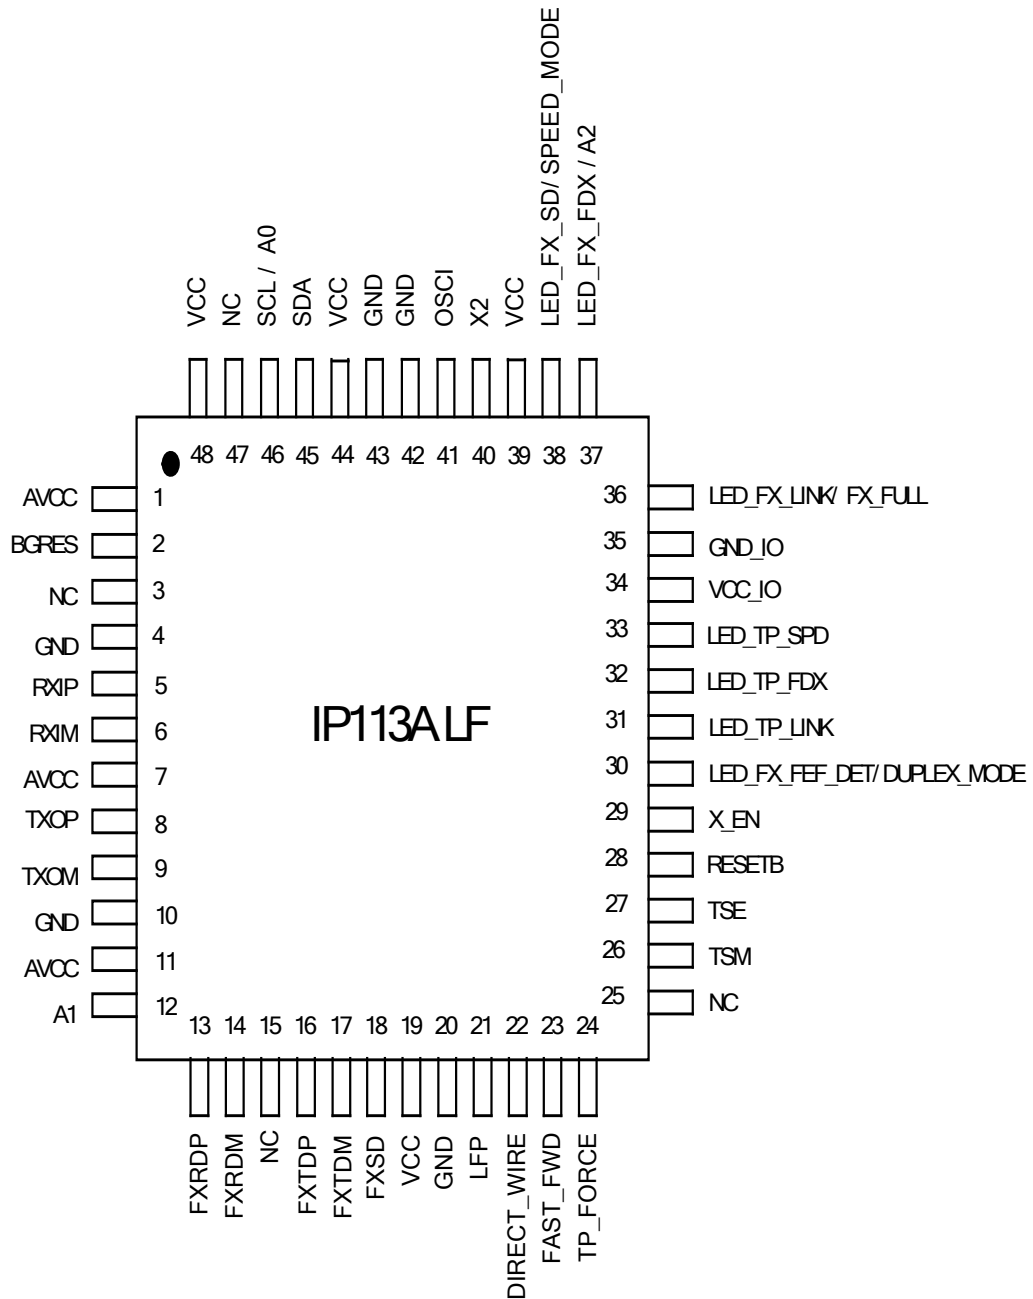 VCC
NC
SCL / A0
SDA
VCC
GND
GND
OSCI
X2
VCC
LED_FX_SD/ SPEED_MODE
LED_FX_FDX / A2
48 47 46 45 44 43 42 41 40 39 38 37
AVCC 1
BGRES 2
NC 3
GND 4
RXIP 5
RXIM 6
AVCC 7
TXOP 8
TXOM 9
GND 10
AVCC 11
A1 12
IP113A LF
36 LED_FX_LINK/ FX_FULL
35 GND_IO
34 VCC_IO
33 LED_TP_SPD
32 LED_TP_FDX
31 LED_TP_LINK
30 LED_FX_FEF_DET/ DUPLEX_MODE
29 X_EN
28 RESETB
27 TSE
26 TSM
25 NC
13 14 15 16 17 18 19 20 21 22 23 24
FXRDP
FXRDM
NC
FXTDP
FXTDM
FXSD
VCC
GND
LFP
DIRECT_WIRE
FAST_FWD
TP_FORCE